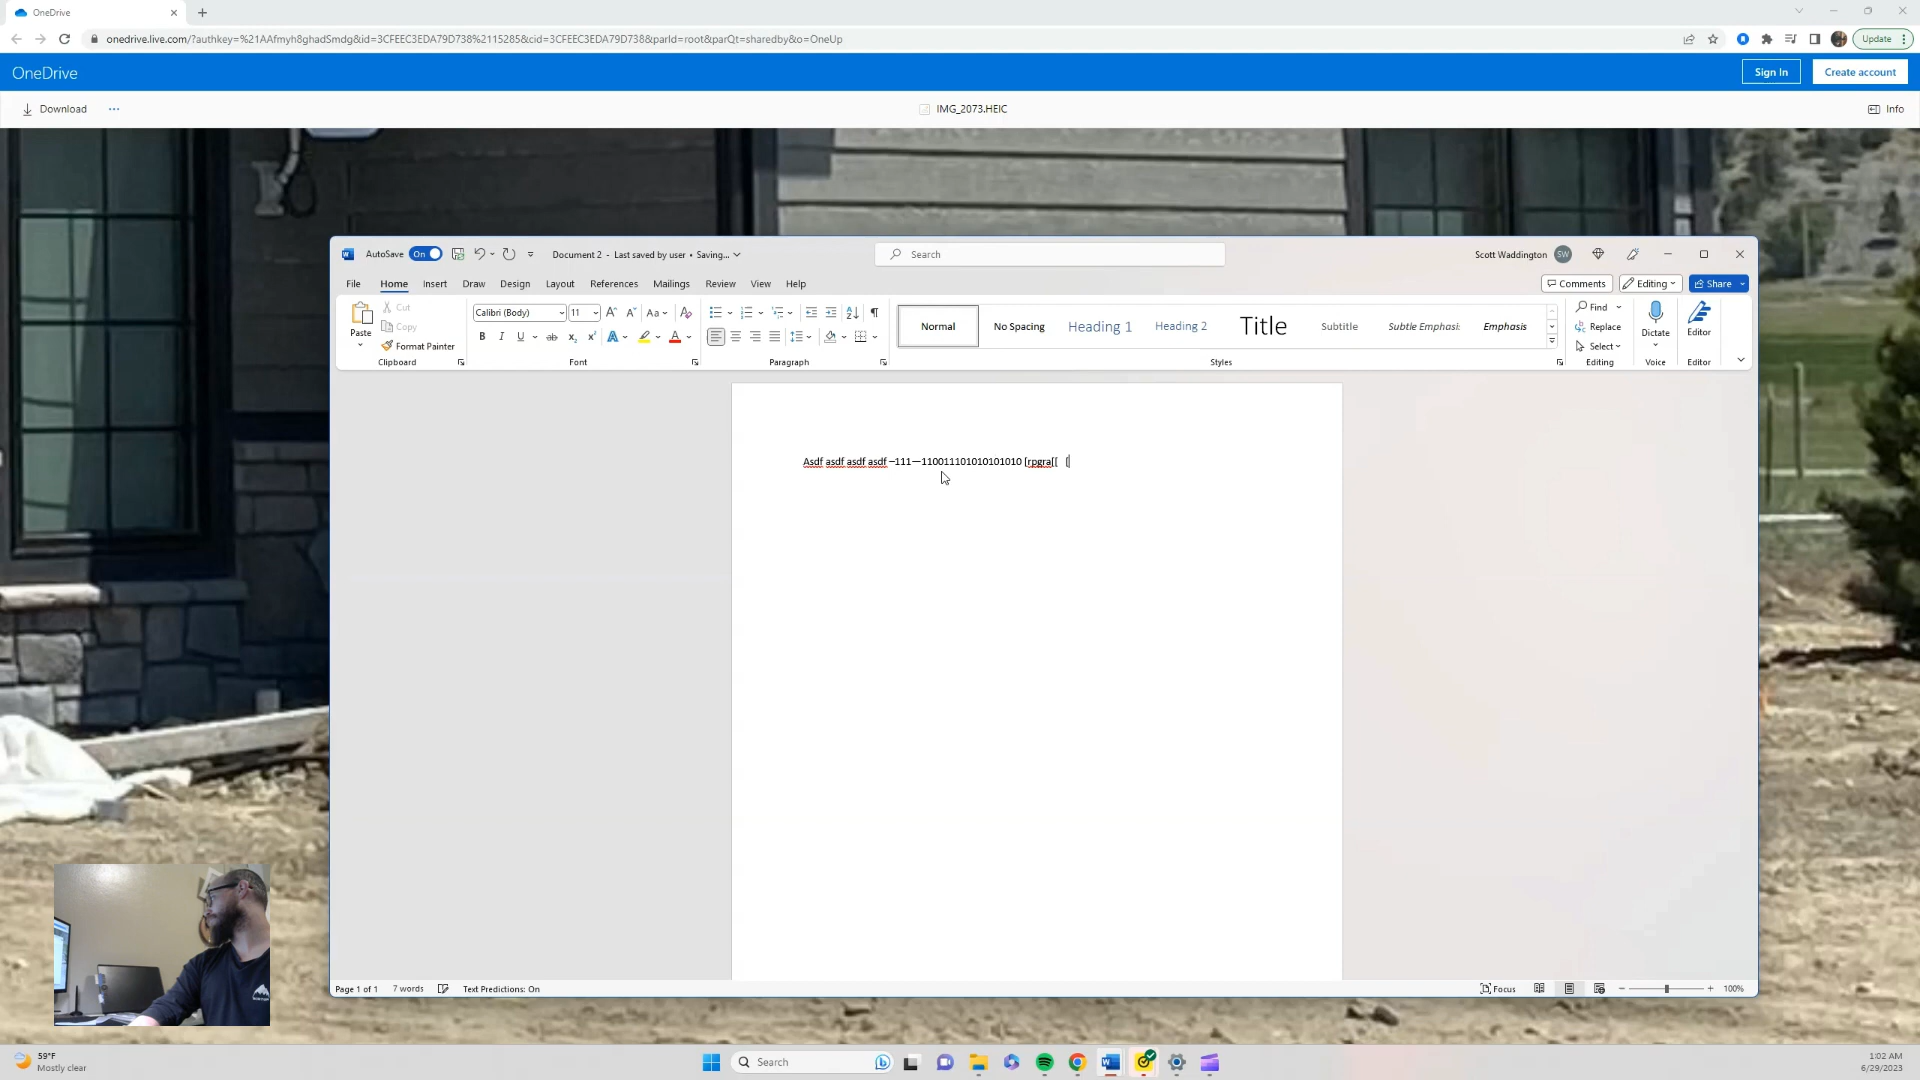 OneDrive
onedrive.live.com/?authkey=%21AAfmyh8ghadSmdg&id=3CFEEC3EDA79D738%2115285&cid=3CFEEC3EDA79D738&parId=root&parQt=sharedby&o=OneUp
Update
OneDrive
Sign In
Create account
Download
IMG_2073.HEIC
Info
AutoSave On
Document 2 - Last saved by user • Saving...
Search
Scott Waddington SW
File Home Insert Draw Design Layout References Mailings Review View Help
Comments Editing Share
Paste
Cut
Copy
Format Painter
Clipboard
Calibri (Body) 11
Font
Paragraph
Normal
No Spacing
Heading 1
Heading 2
Title
Subtitle
Subtle Emphasi:
Emphasis
Styles
Find
Replace
Select
Editing
Dictate
Voice
Editor
Editor
Asdf asdf asdf asdf –111—110011101010101010 [rpgra[[ [
Page 1 of 1 7 words Text Predictions: On
Focus
100%
59°F
Mostly clear
Search
1:02 AM
6/29/2023